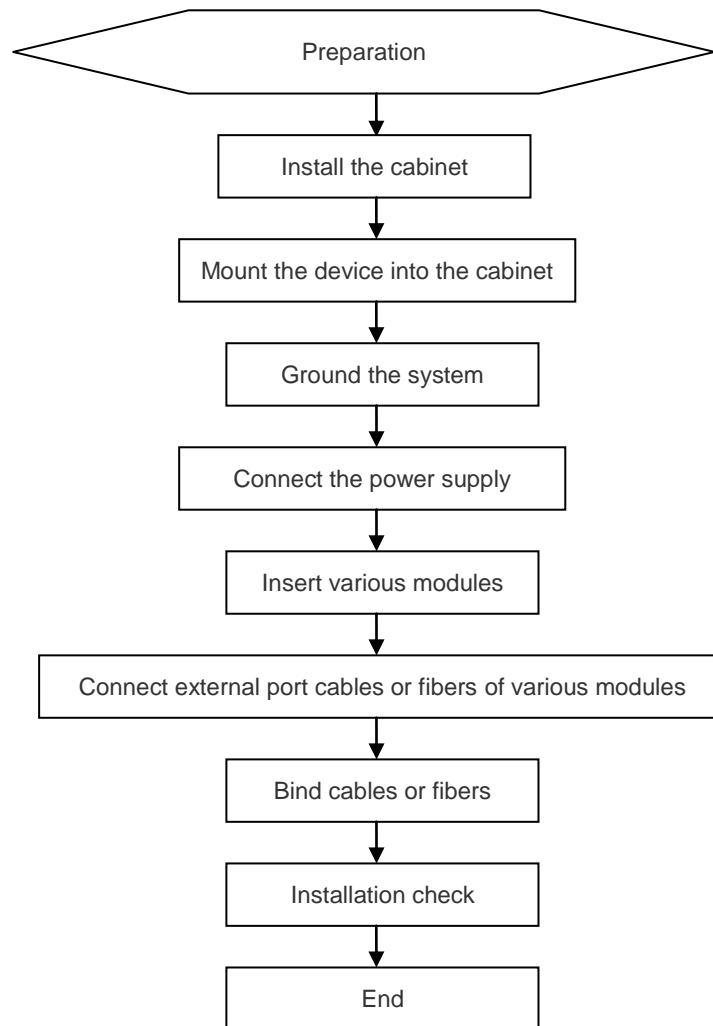 Preparation
Install the cabinet
Mount the device into the cabinet
Ground the system
Connect the power supply
Insert various modules
Connect external port cables or fibers of various modules
Bind cables or fibers
Installation check
End